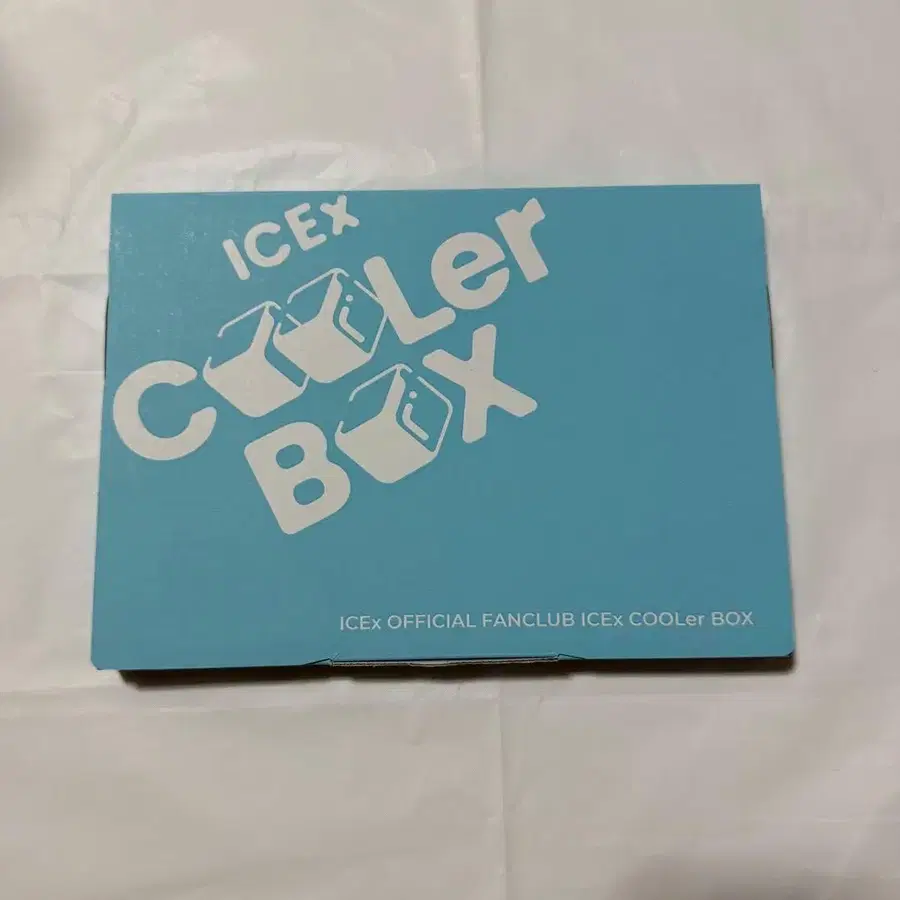 ICEx
COOLer
BOX
ICEx OFFICIAL FANCLUB ICEx COOLer BOX